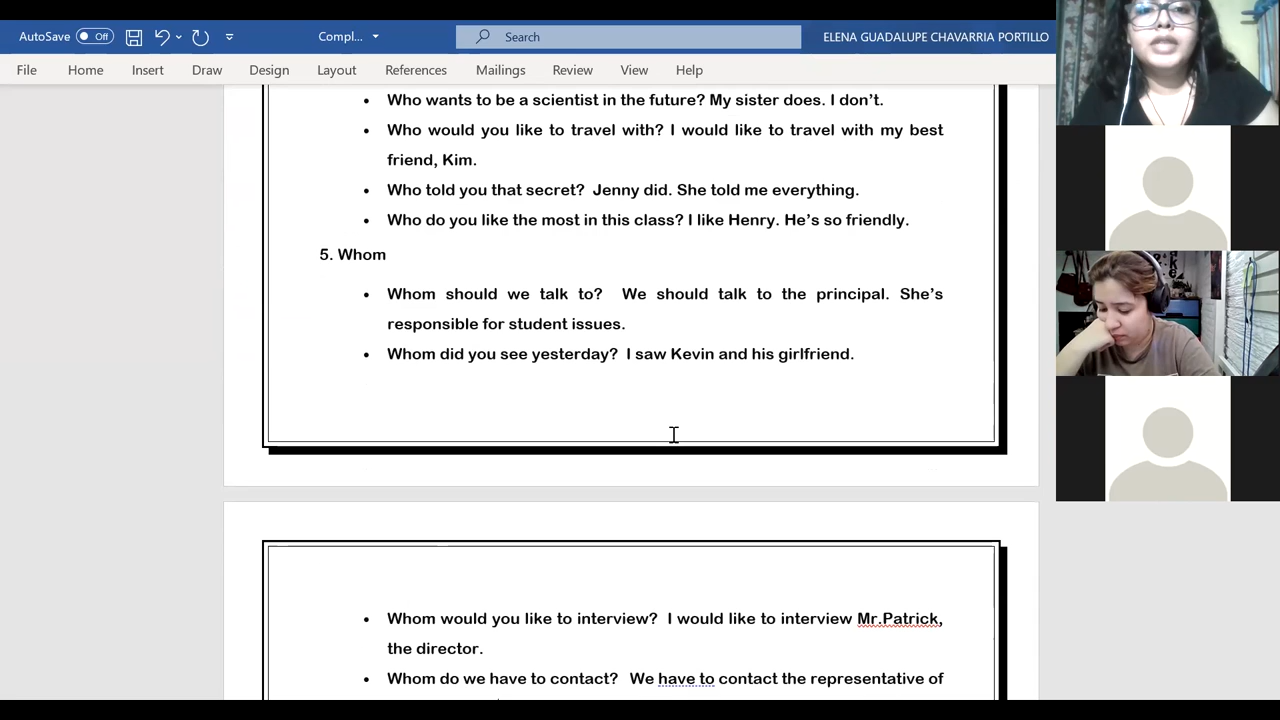 AutoSave Off Compl... Search ELENA GUADALUPE CHAVARRIA PORTILLO
File Home Insert Draw Design Layout References Mailings Review View Help
• Who wants to be a scientist in the future? My sister does. I don't.
• Who would you like to travel with? I would like to travel with my best
friend, Kim.
• Who told you that secret? Jenny did. She told me everything.
• Who do you like the most in this class? I like Henry. He's so friendly.
5. Whom
• Whom should we talk to? We should talk to the principal. She's
responsible for student issues.
• Whom did you see yesterday? I saw Kevin and his girlfriend.
• Whom would you like to interview? I would like to interview Mr.Patrick,
the director.
• Whom do we have to contact? We have to contact the representative of